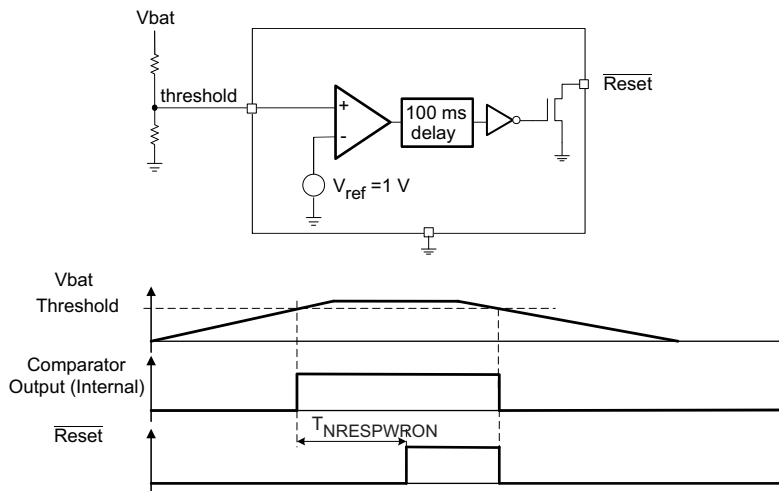 Vbat
threshold
+
-
100 ms
delay
Reset
Vref =1 V
Vbat
Threshold
Comparator
Output (Internal)
Reset
TNRESPWRON